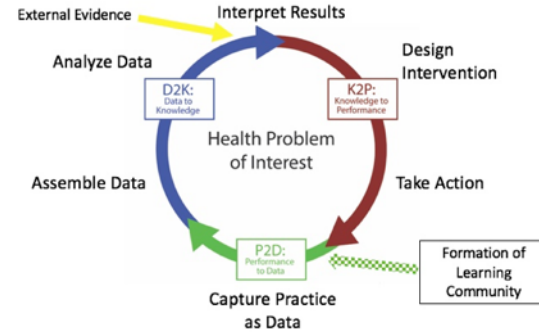 External Evidence
Interpret Results
Analyze Data
Design
Intervention
D2K:
Data to
Knowledge
K2P:
Knowledge to
Performance
Health Problem
of Interest
Assemble Data
Take Action
P2D:
Performance
to Data
Formation of
Learning
Community
Capture Practice
as Data